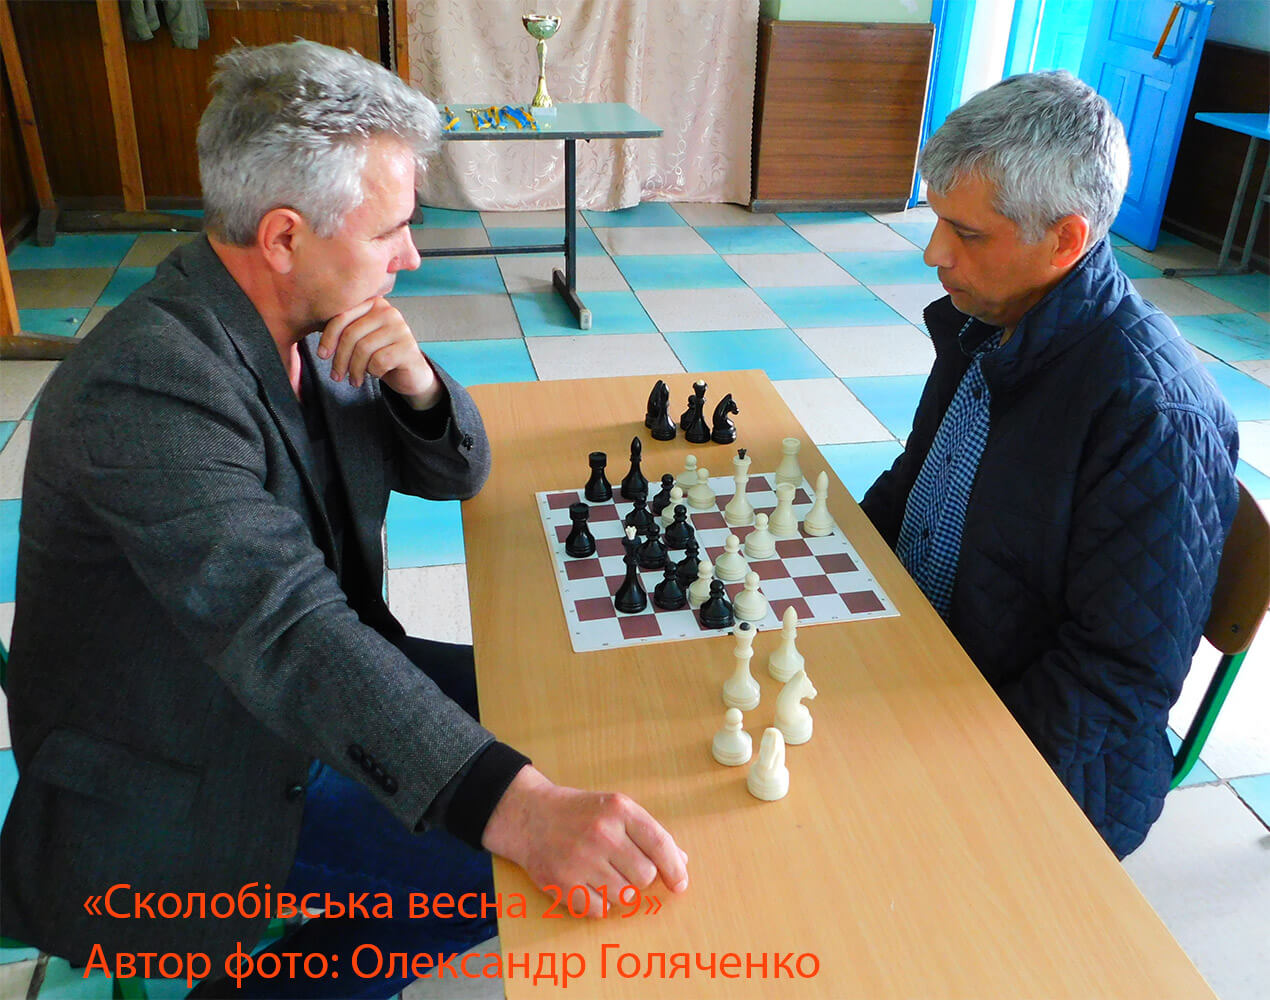 «Сколобівська весна 2019»
Автор фото: Олександр Голяченко